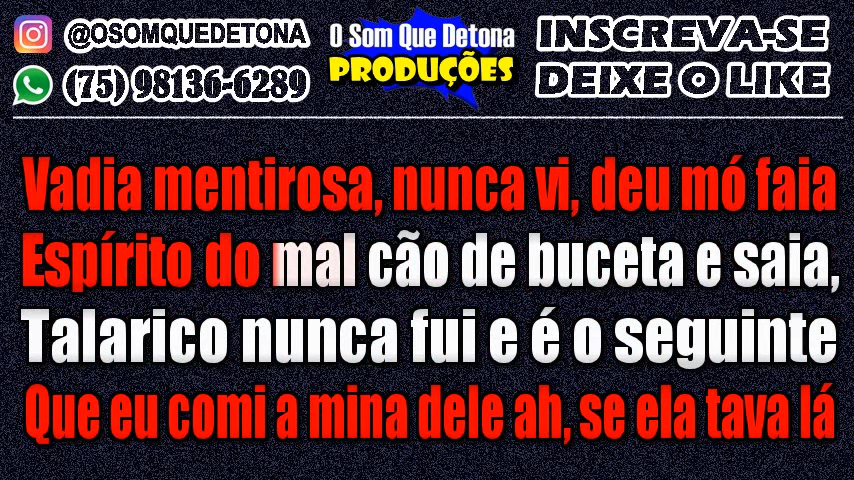 @OSOMQUEDETONA
(75) 98136-6289
O Som Que Detona
PRODUÇÕES
INSCREVA-SE
DEIXE O LIKE
Vadia mentirosa, nunca vi, deu mó faia
Espírito do mal cão de buceta e saia,
Talarico nunca fui e é o seguinte
Que eu comi a mina dele ah, se ela tava lá